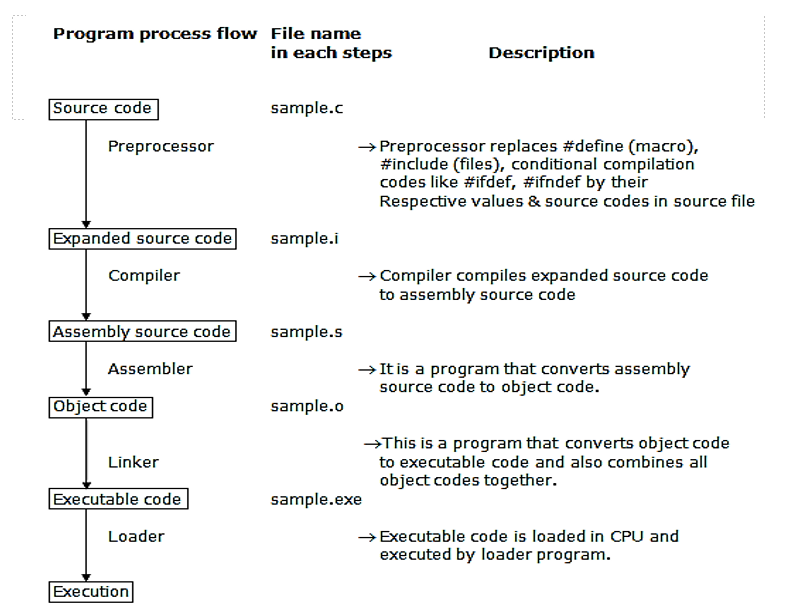 Program process flow File name in each steps Description
Source code sample.c
Preprocessor →Preprocessor replaces #define (macro),
#include (files), conditional compilation
codes like #ifdef, #ifndef by their
Respective values & source codes in source file
Expanded source code sample.i
Compiler →Compiler compiles expanded source code
to assembly source code
Assembly source code sample.s
Assembler →It is a program that converts assembly
source code to object code.
Object code sample.o
→This is a program that converts object code
Linker to executable code and also combines all
object codes together.
Executable code sample.exe
Loader →Executable code is loaded in CPU and
executed by loader program.
Execution